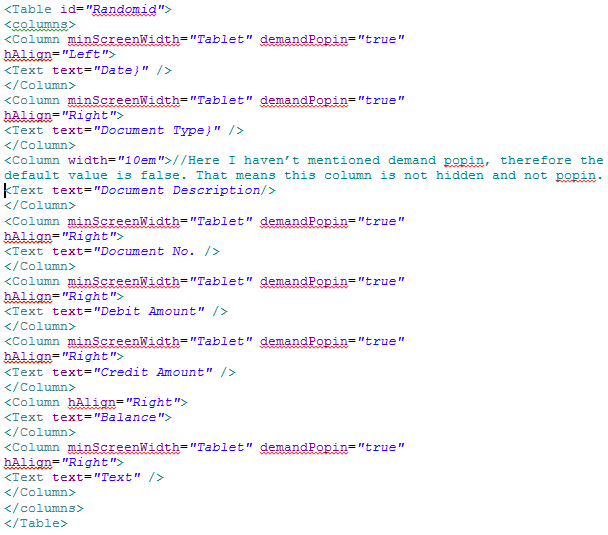 <Table id="Randomid">
<columns>
<Column minScreenWidth="Tablet" demandPopin="true"
hAlign="Left">
<Text text="Date}" />
</Column>
<Column minScreenWidth="Tablet" demandPopin="true"
hAlign="Right">
<Text text="Document Type}" />
</Column>
<Column width="10em">//Here I haven’t mentioned demand popin, therefore the
default value is false. That means this column is not hidden and not popin.
<Text text="Document Description/>
</Column>
<Column minScreenWidth="Tablet" demandPopin="true"
hAlign="Right">
<Text text="Document No. />
</Column>
<Column minScreenWidth="Tablet" demandPopin="true"
hAlign="Right">
<Text text="Debit Amount" />
</Column>
<Column minScreenWidth="Tablet" demandPopin="true"
hAlign="Right">
<Text text="Credit Amount" />
</Column>
<Column hAlign="Right">
<Text text="Balance">
</Column>
<Column minScreenWidth="Tablet" demandPopin="true"
hAlign="Right">
<Text text="Text" />
</Column>
</columns>
</Table>